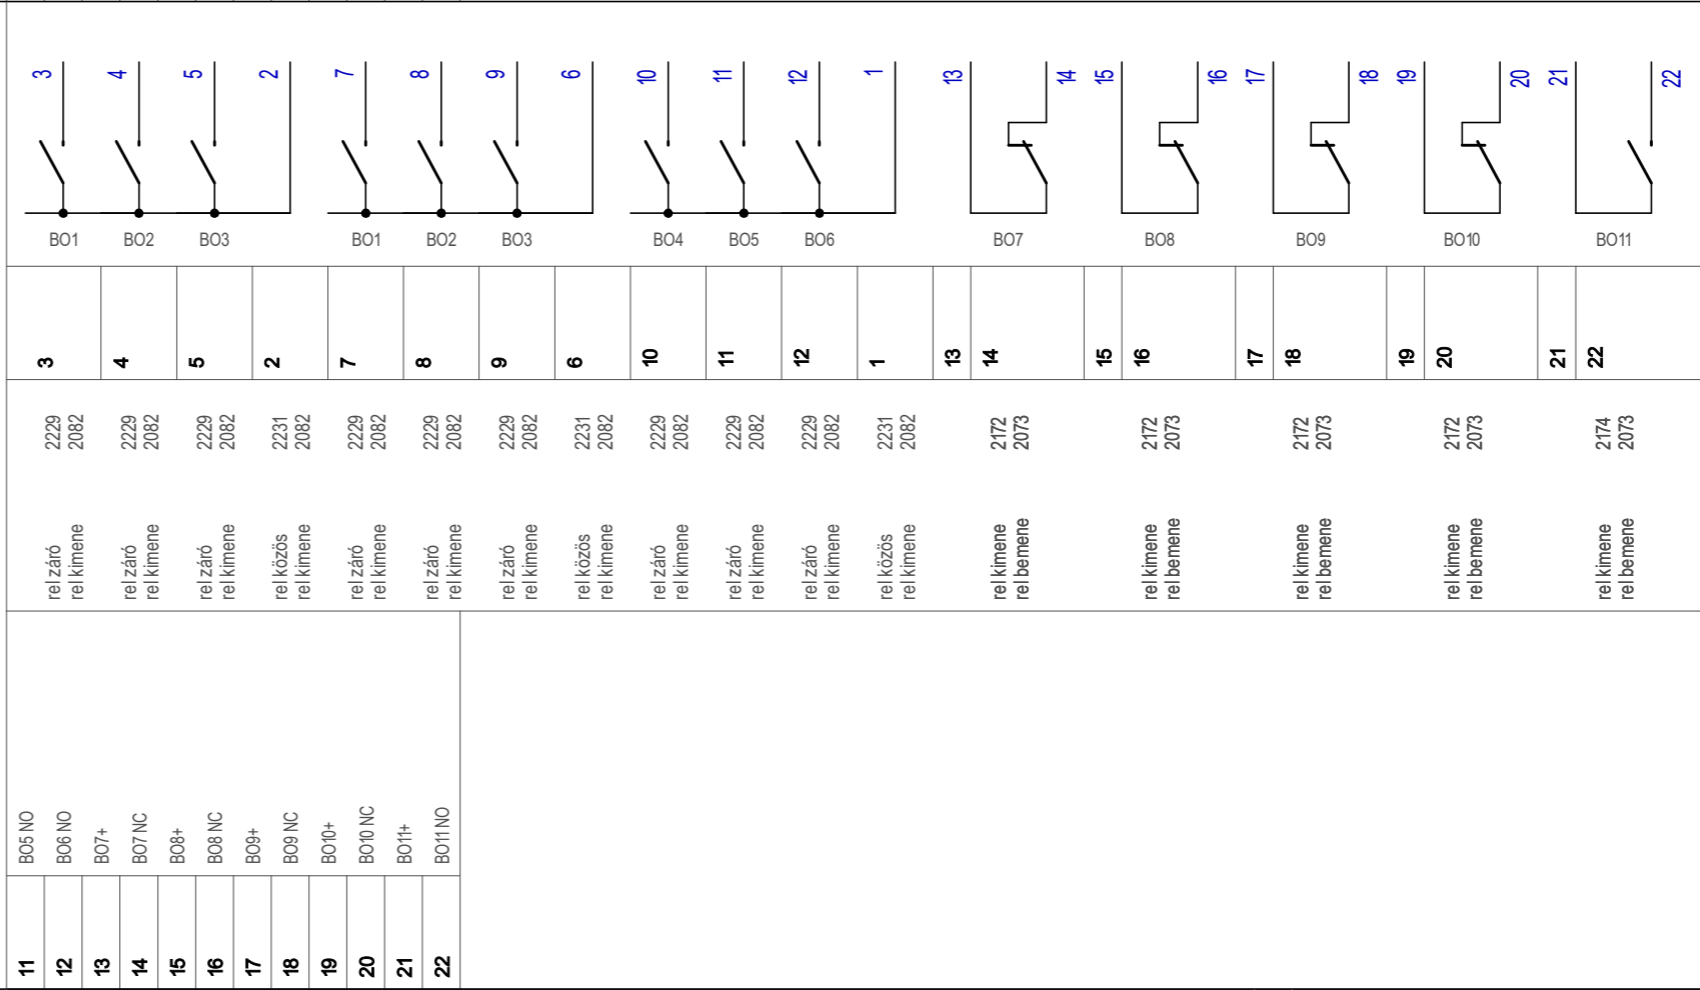 3 4 5 2 7 8 9 6 10 11 12 1 13 14 15 16 17 18 19 20 21 22
BO1 BO2 BO3 BO1 BO2 BO3 BO4 BO5 BO6 BO7 BO8 BO9 BO10 BO11
3 4 5 2 7 8 9 6 10 11 12 1 13 14 15 16 17 18 19 20 21 22
2229
2082
2229
2082
2229
2082
2231
2082
2229
2082
2229
2082
2229
2082
2231
2082
2229
2082
2229
2082
2229
2082
2231
2082
2172
2073
2172
2073
2172
2073
2172
2073
2174
2073
rel záró
rel kimene
rel záró
rel kimene
rel záró
rel kimene
rel közös
rel kimene
rel záró
rel kimene
rel záró
rel kimene
rel záró
rel kimene
rel közös
rel kimene
rel záró
rel kimene
rel záró
rel kimene
rel záró
rel kimene
rel közös
rel kimene
rel kimene
rel bemene
rel kimene
rel bemene
rel kimene
rel bemene
rel kimene
rel bemene
rel kimene
rel bemene
11 BO5 NO
12 BO6 NO
13 BO7+
14 BO7 NC
15 BO8+
16 BO8 NC
17 BO9+
18 BO9 NC
19 BO10+
20 BO10 NC
21 BO11+
22 BO11 NO